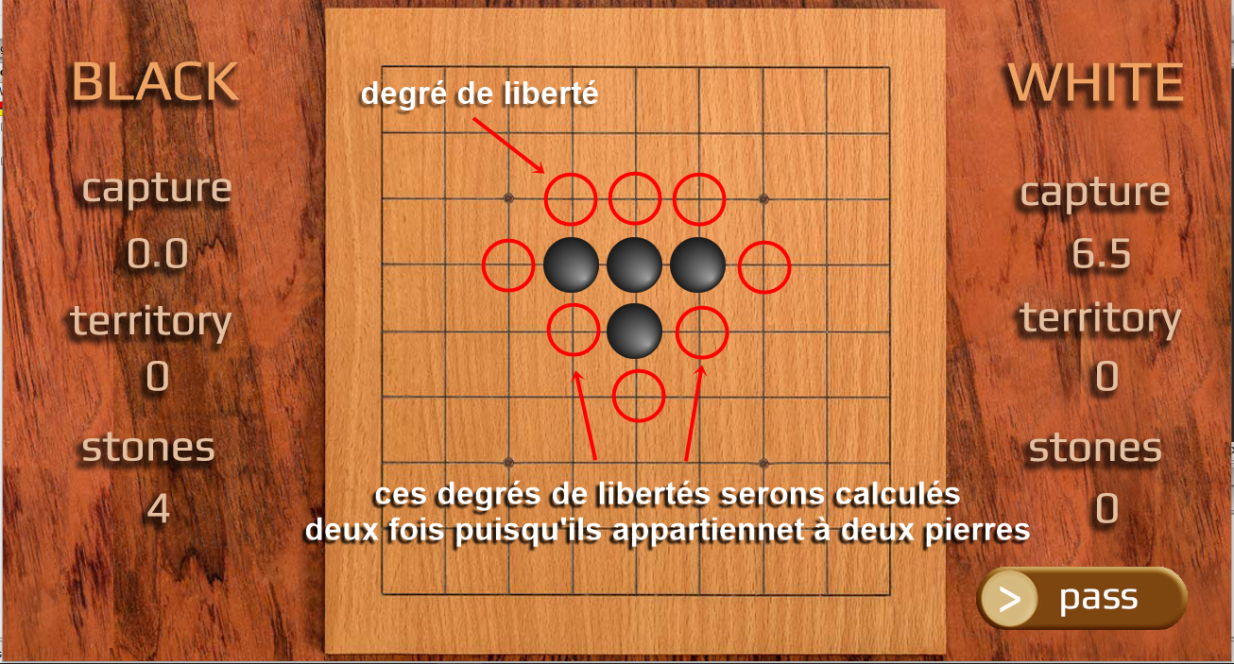 BLACK
capture
0.0
territory
0
stones
4
degré de liberté
ces degrés de libertés serons calculés
deux fois puisqu'ils appartiennet à deux pierres
WHITE
capture
6.5
territory
0
stones
0
> pass